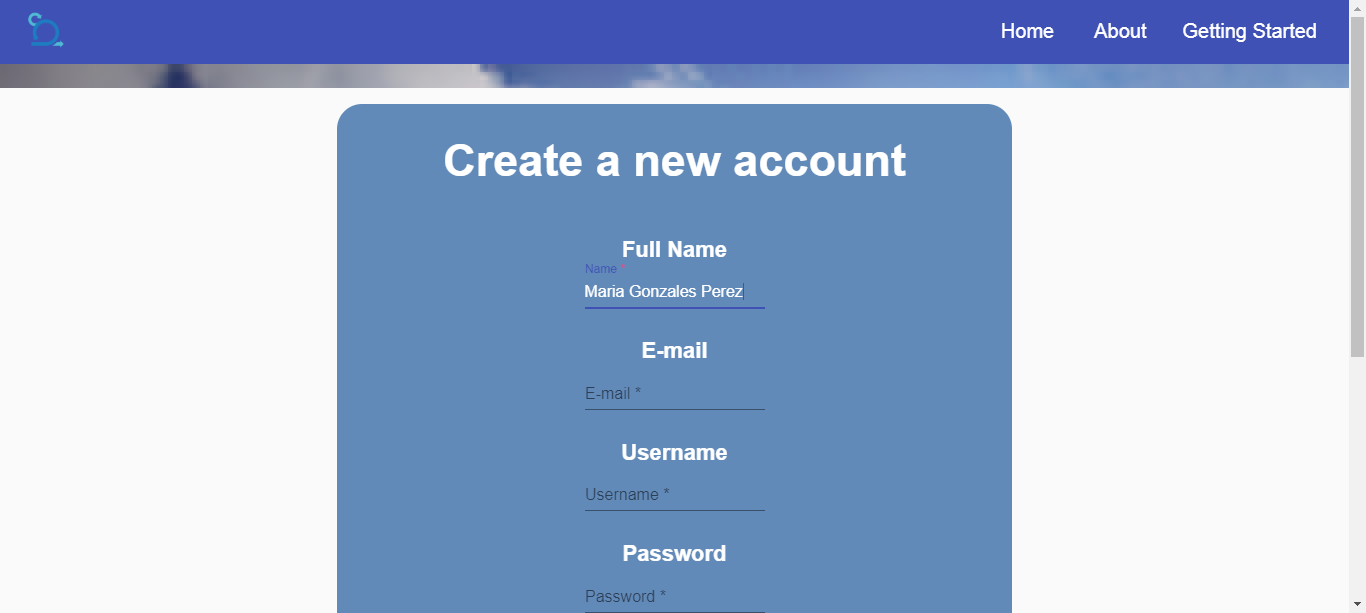 Home About Getting Started
Create a new account
Full Name
Name *
Maria Gonzales Perez
E-mail
E-mail *
Username
Username *
Password
Password *